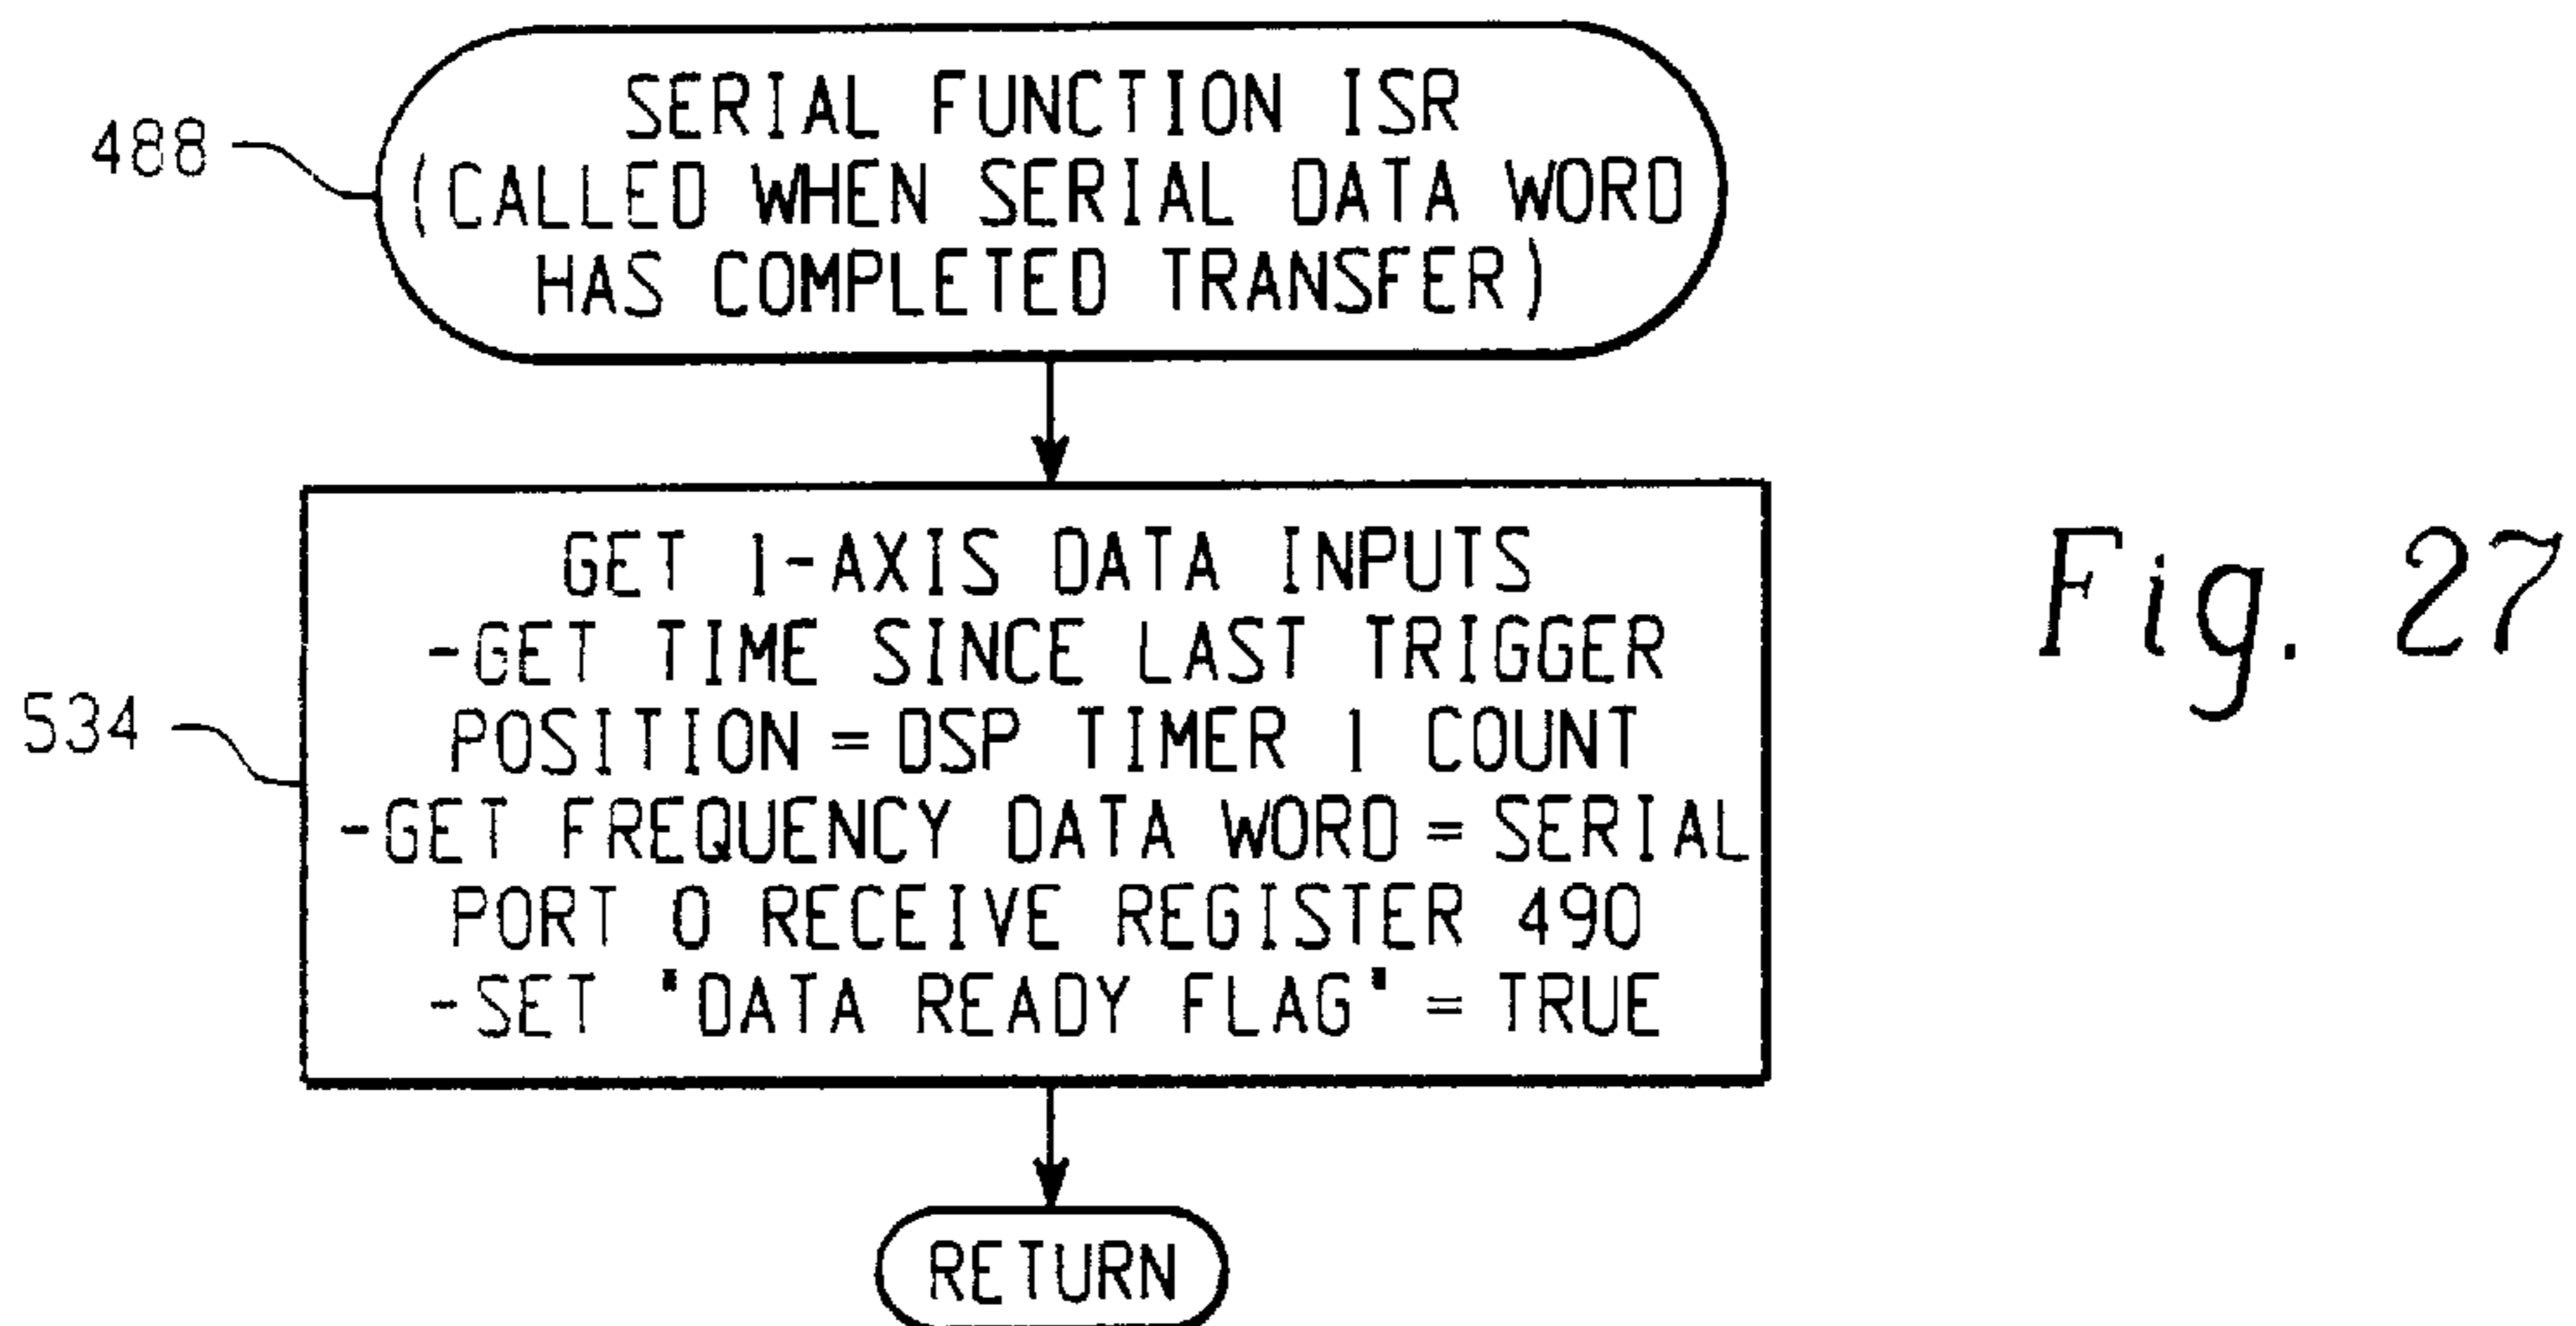 SERIAL FUNCTION ISR
488
(CALLED WHEN SERIAL DATA WORD
HAS COMPLETED TRANSFER)
GET 1-AXIS DATA INPUTS
-GET TIME SINCE LAST TRIGGER
534
POSITION = DSP TIMER 1 COUNT
-GET FREQUENCY DATA WORD = SERIAL
PORT 0 RECEIVE REGISTER 490
-SET "DATA READY FLAG" = TRUE
RETURN
Fig. 27